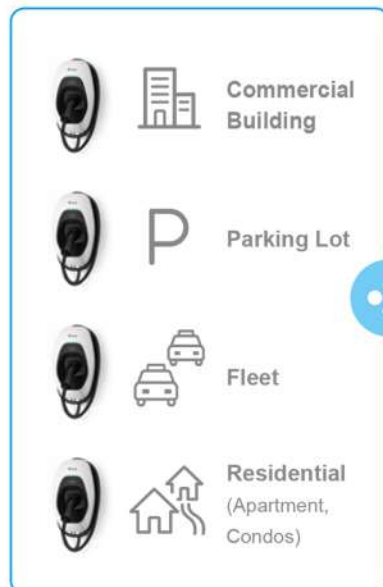 Commercial
Building
P
Parking Lot
Fleet
Residential
(Apartment,
Condos)